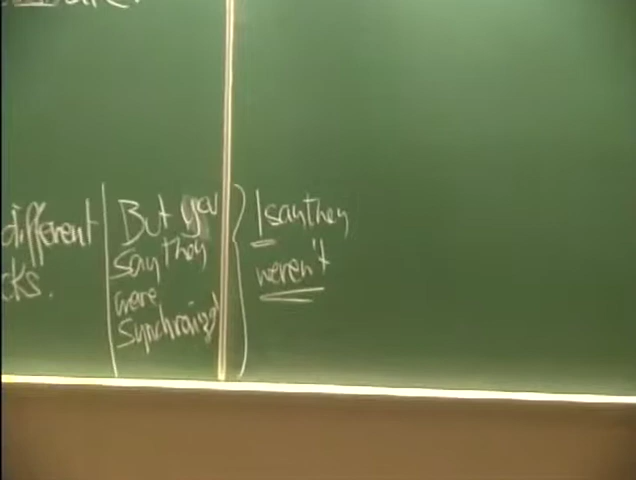 different
cks.
But you
say they
were
synchronized
I say they
weren't